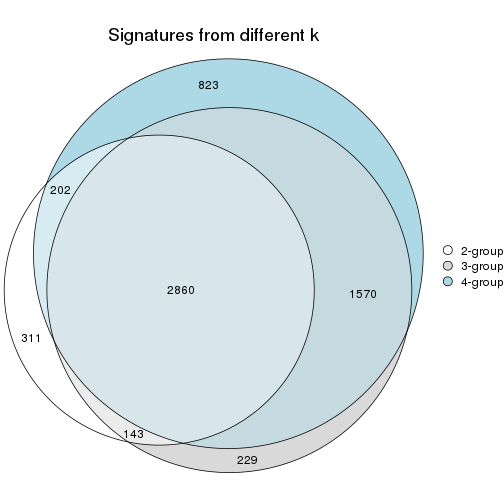 Signatures from different k
823
202
2860
1570
311
143
229
2-group
3-group
4-group